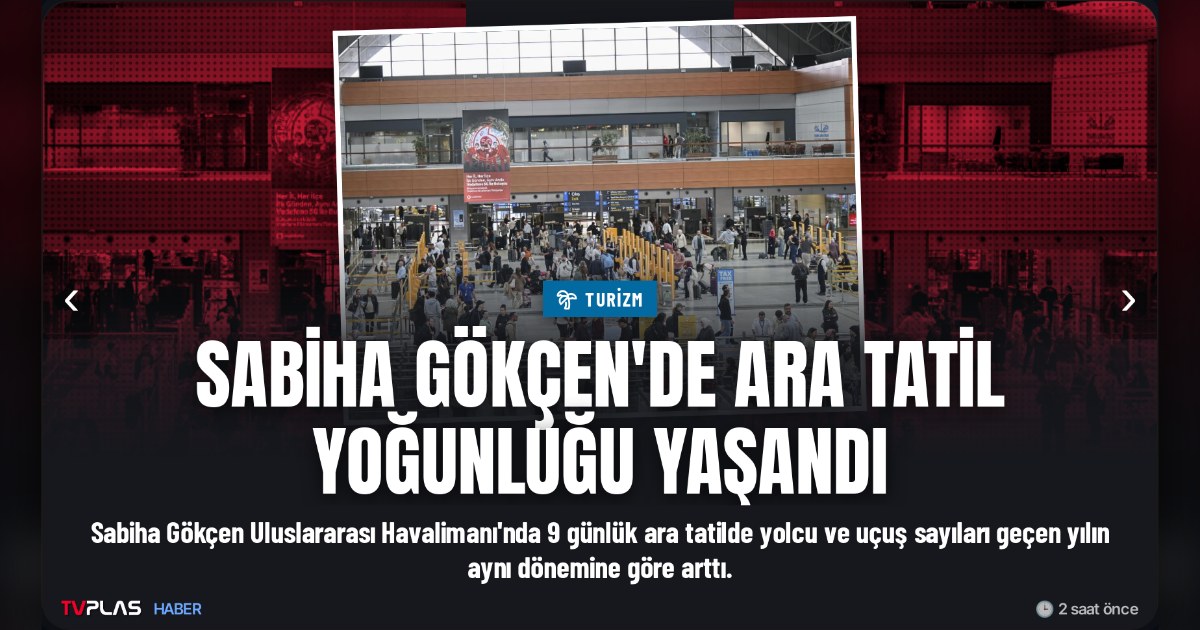 TURİZM
SABİHA GÖKÇEN'DE ARA TATİL
YOĞUNLUĞU YAŞANDI
Sabiha Gökçen Uluslararası Havalimanı'nda 9 günlük ara tatilde yolcu ve uçuş sayıları geçen yılın
aynı dönemine göre arttı.
TVPLAS HABER
2 saat önce